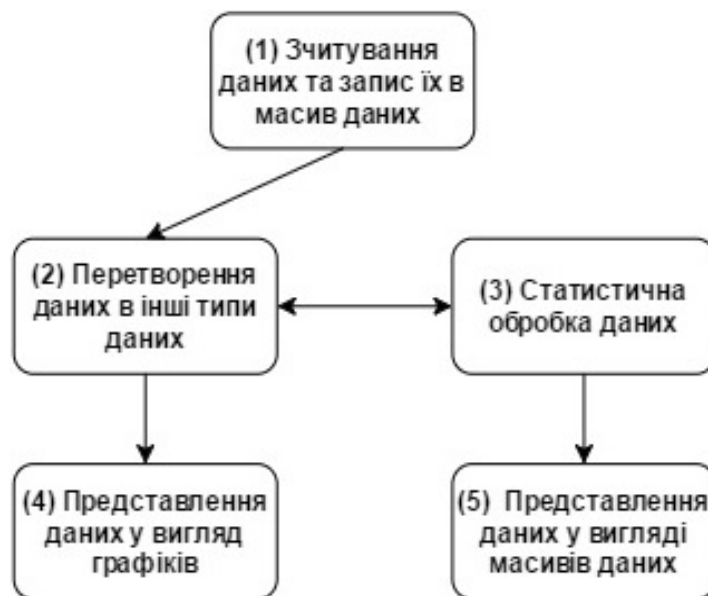 (1) Зчитування
даних та запис їх в
масив даних
(2) Перетворення
даних в інші типи
даних
(3) Статистична
обробка даних
(4) Представлення
даних у вигляд
графіків
(5) Представлення
даних у вигляді
масивів даних